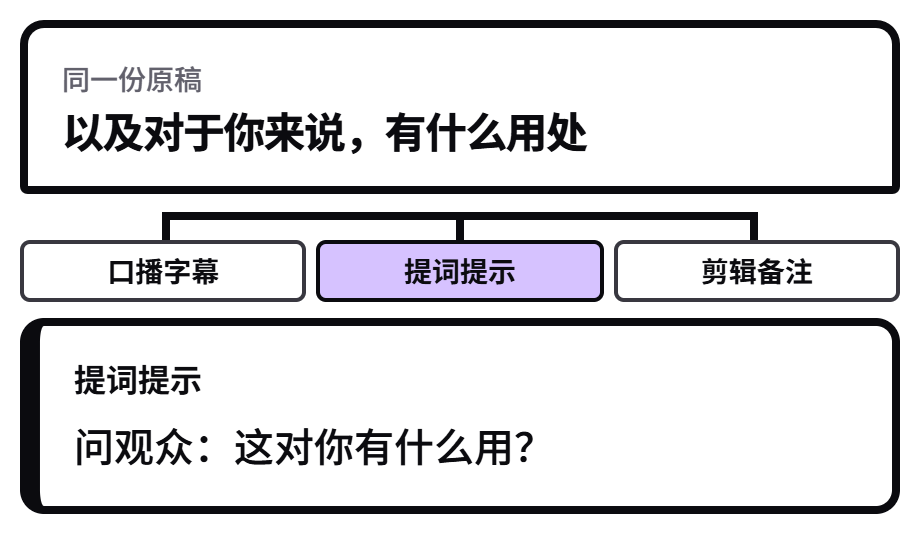 同一份原稿
以及对于你来说，有什么用处
口播字幕
提词提示
剪辑备注
提词提示
问观众：这对你有什么用？